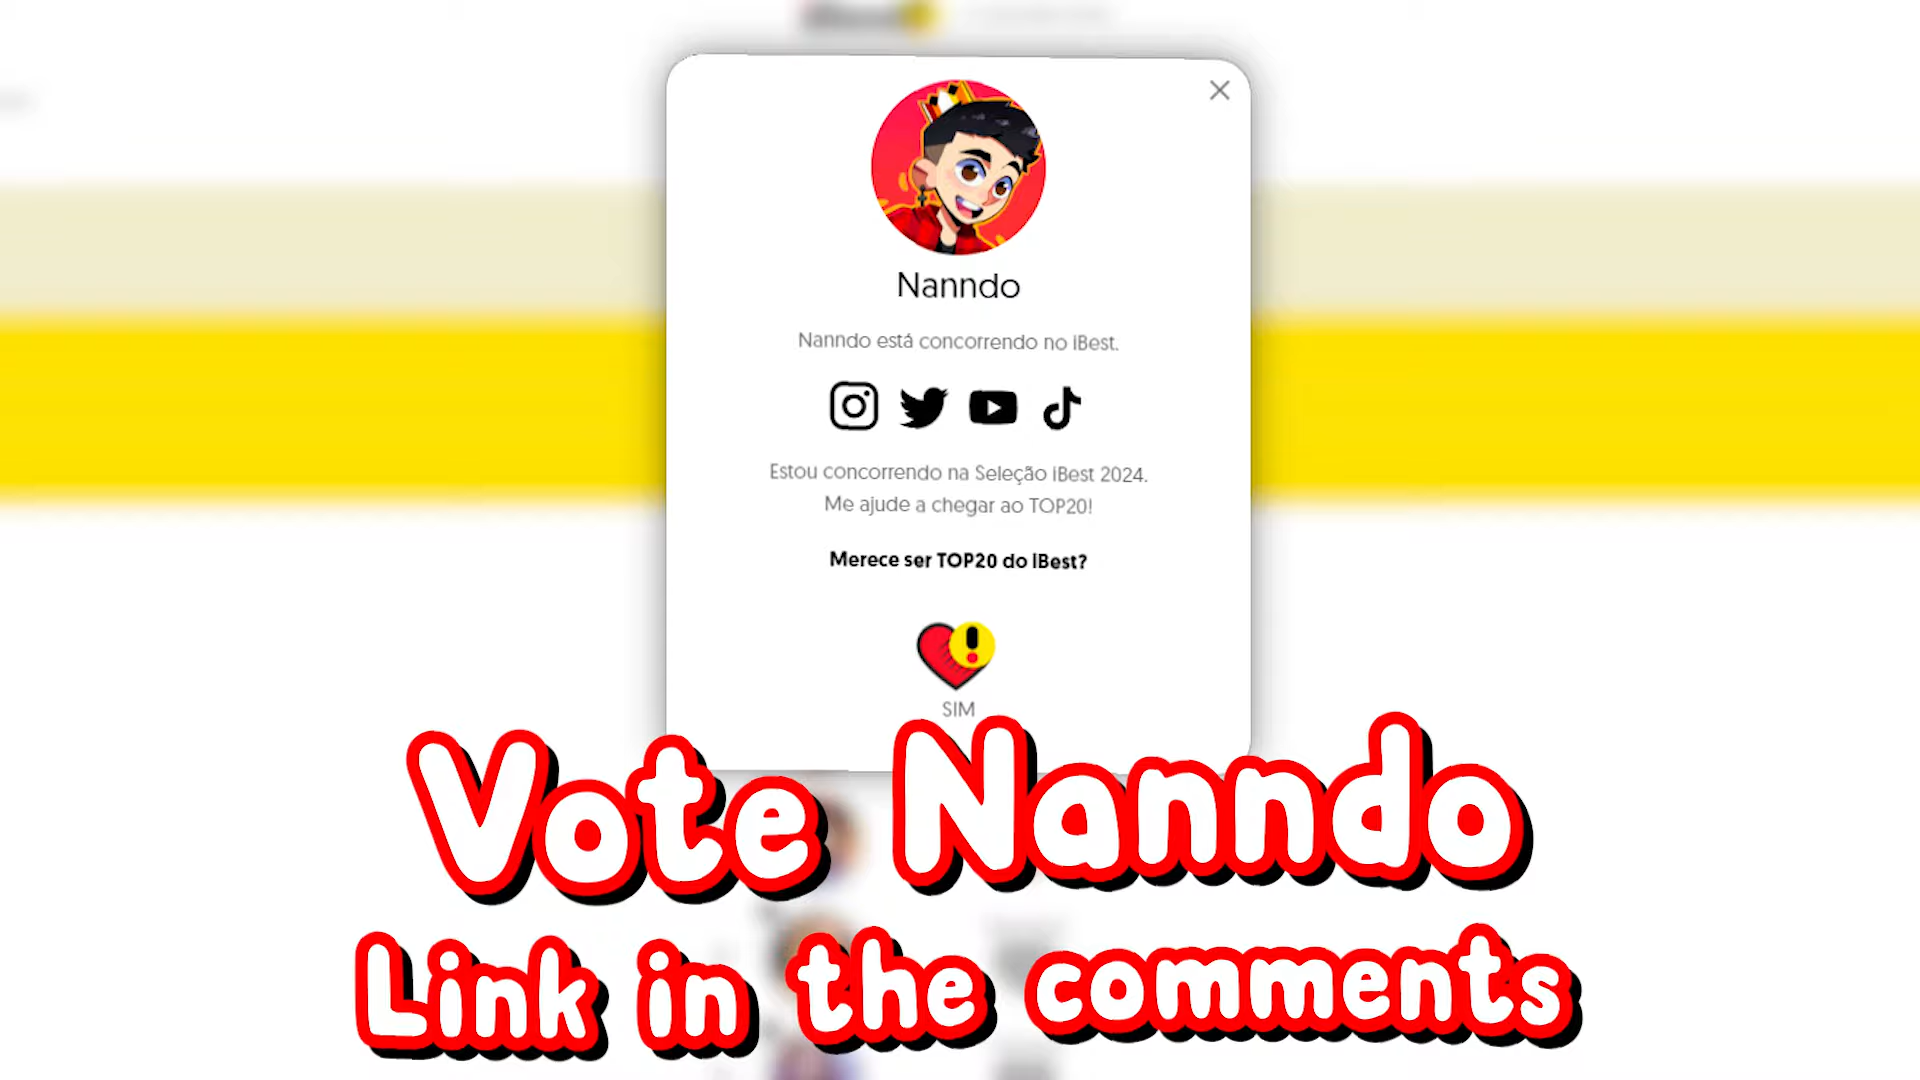 Nanndo
Nanndo está concorrendo no iBest.
Estou concorrendo na Seleção iBest 2024.
Me ajude a chegar ao TOP20!
Merece ser TOP20 do iBest?
SIM
Vote Nanndo
Link in the comments